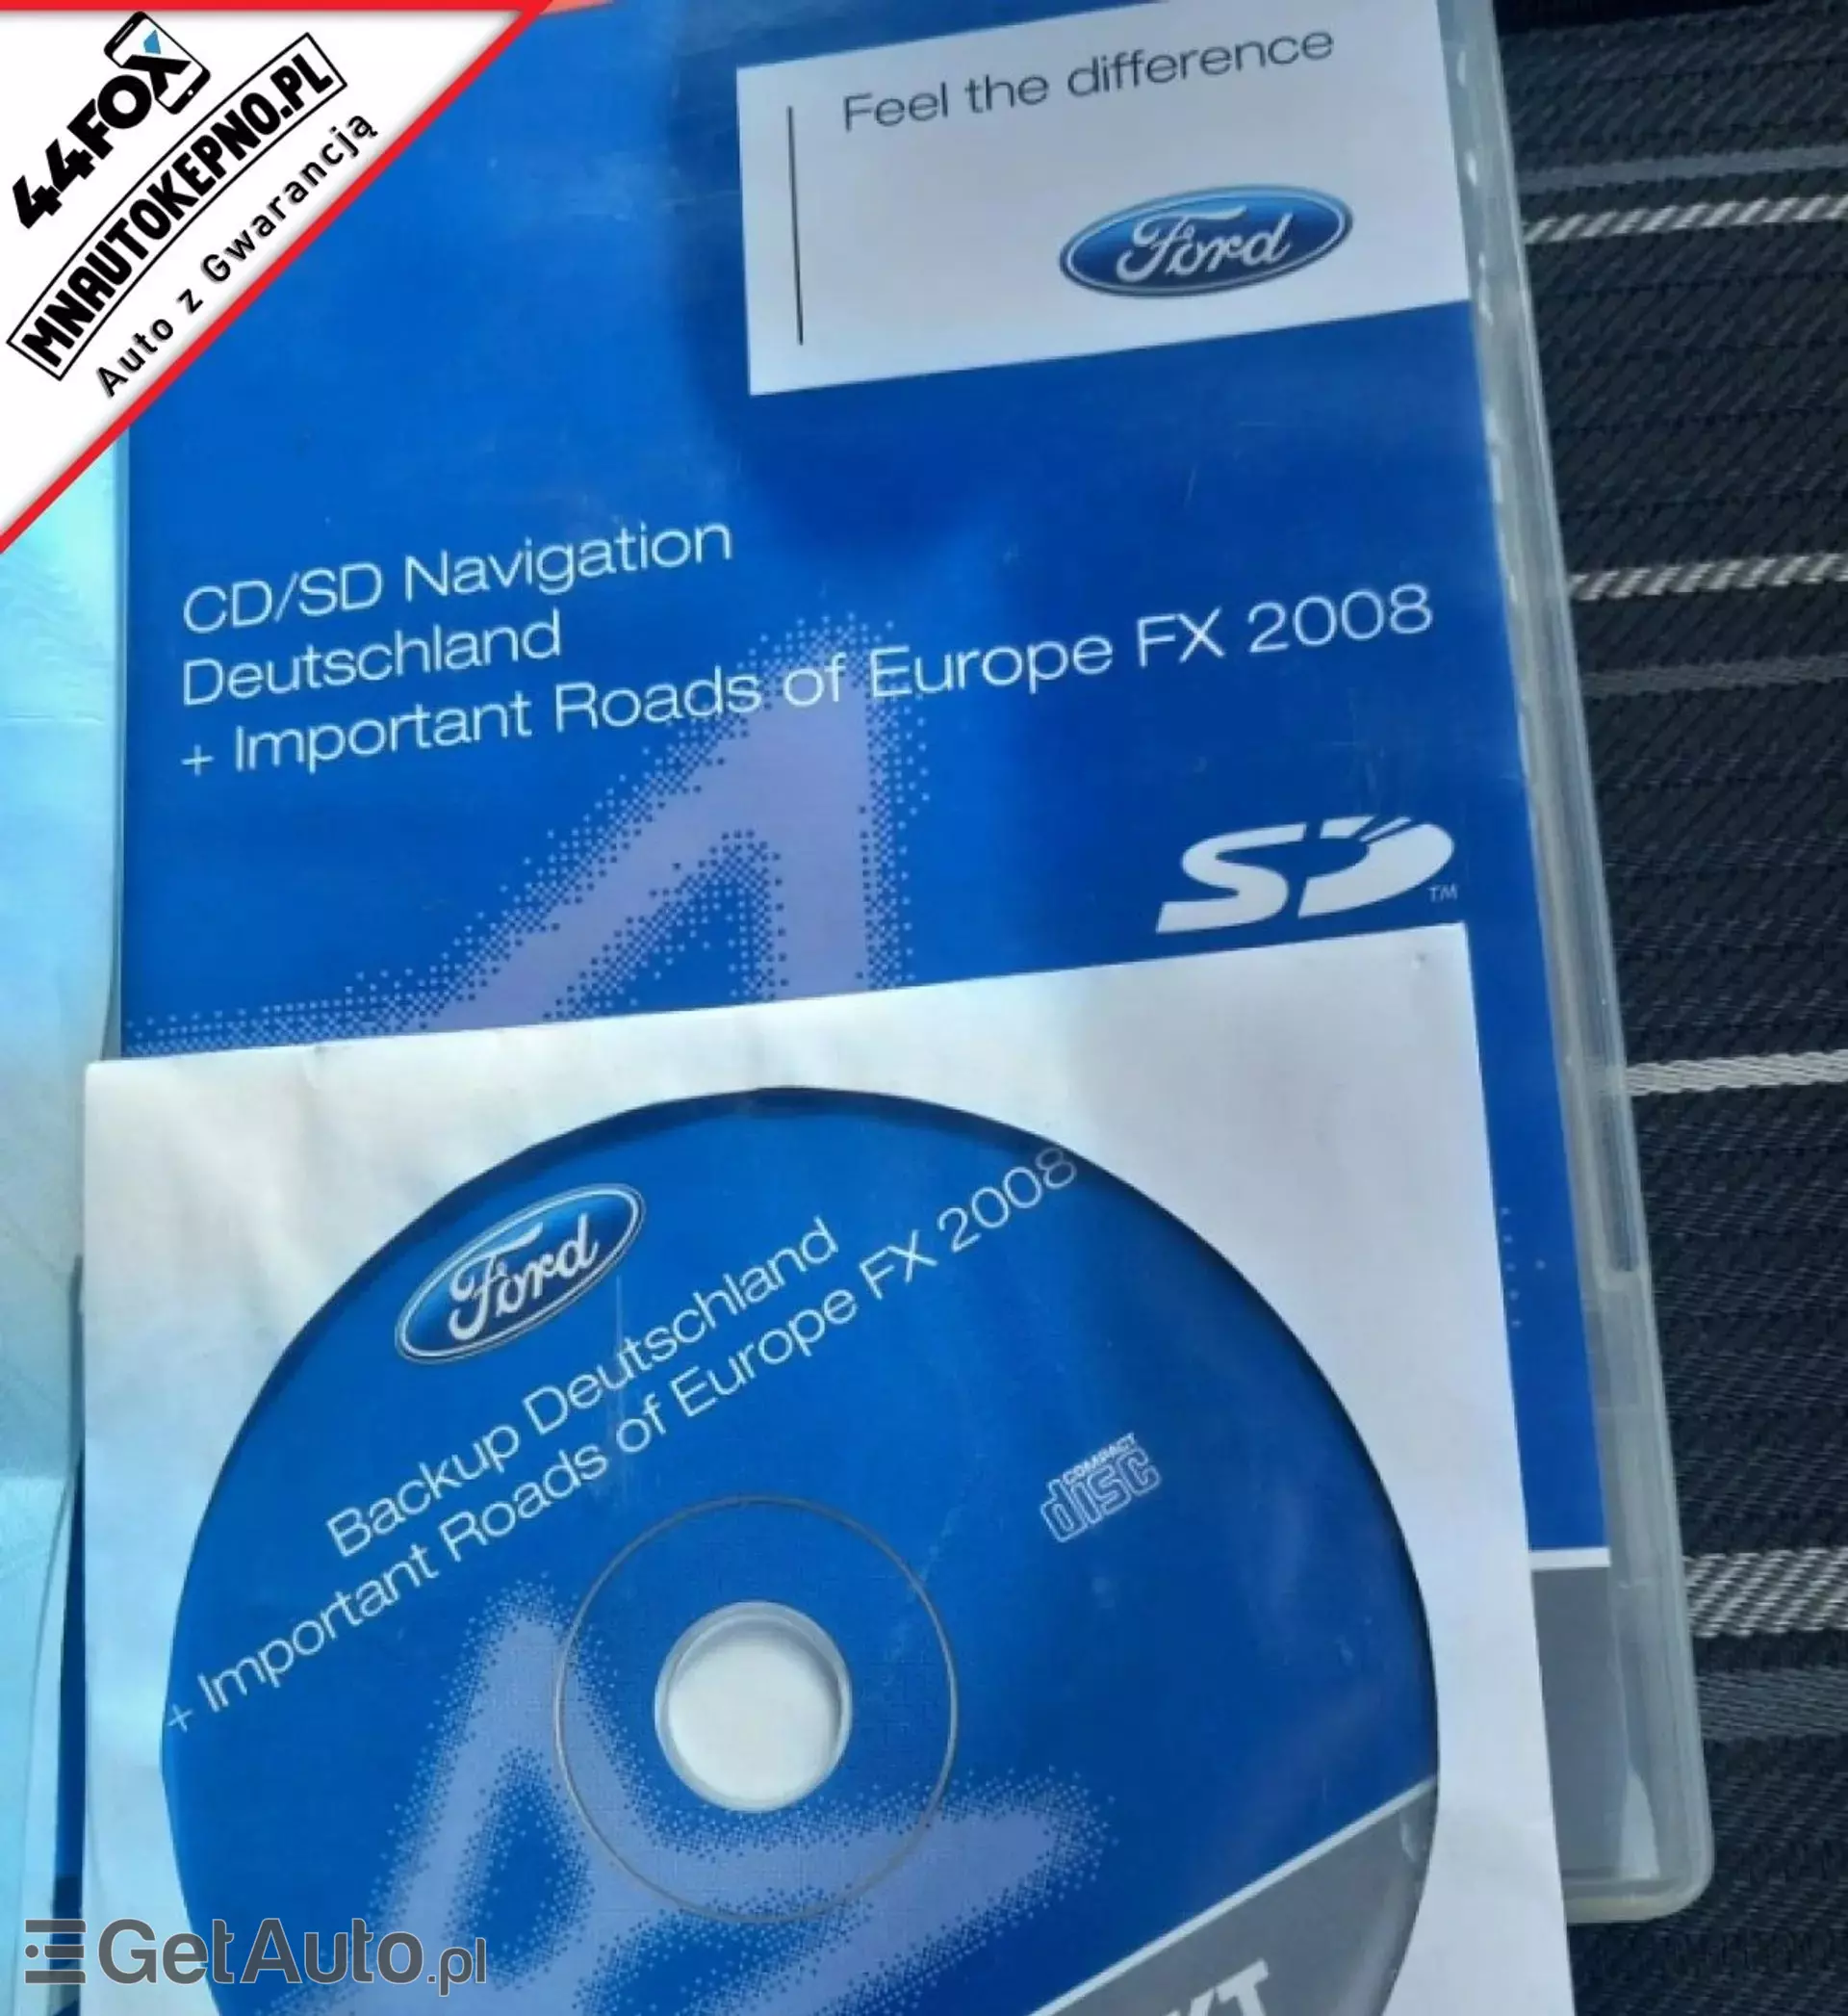 44FOX
MNAUTOKEPNO.PL
Auto z Gwarancją
Feel the difference
Ford
CD/SD Navigation
Deutschland
+ Important Roads of Europe FX 2008
SD™
Ford
Backup Deutschland
+ Important Roads of Europe FX 2008
COMPACT
disc
GetAuto.pl